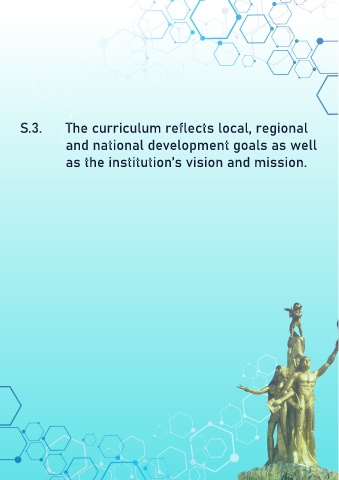 S.3. The curriculum reflects local, regional
and national development goals as well
as the institution's vision and mission.